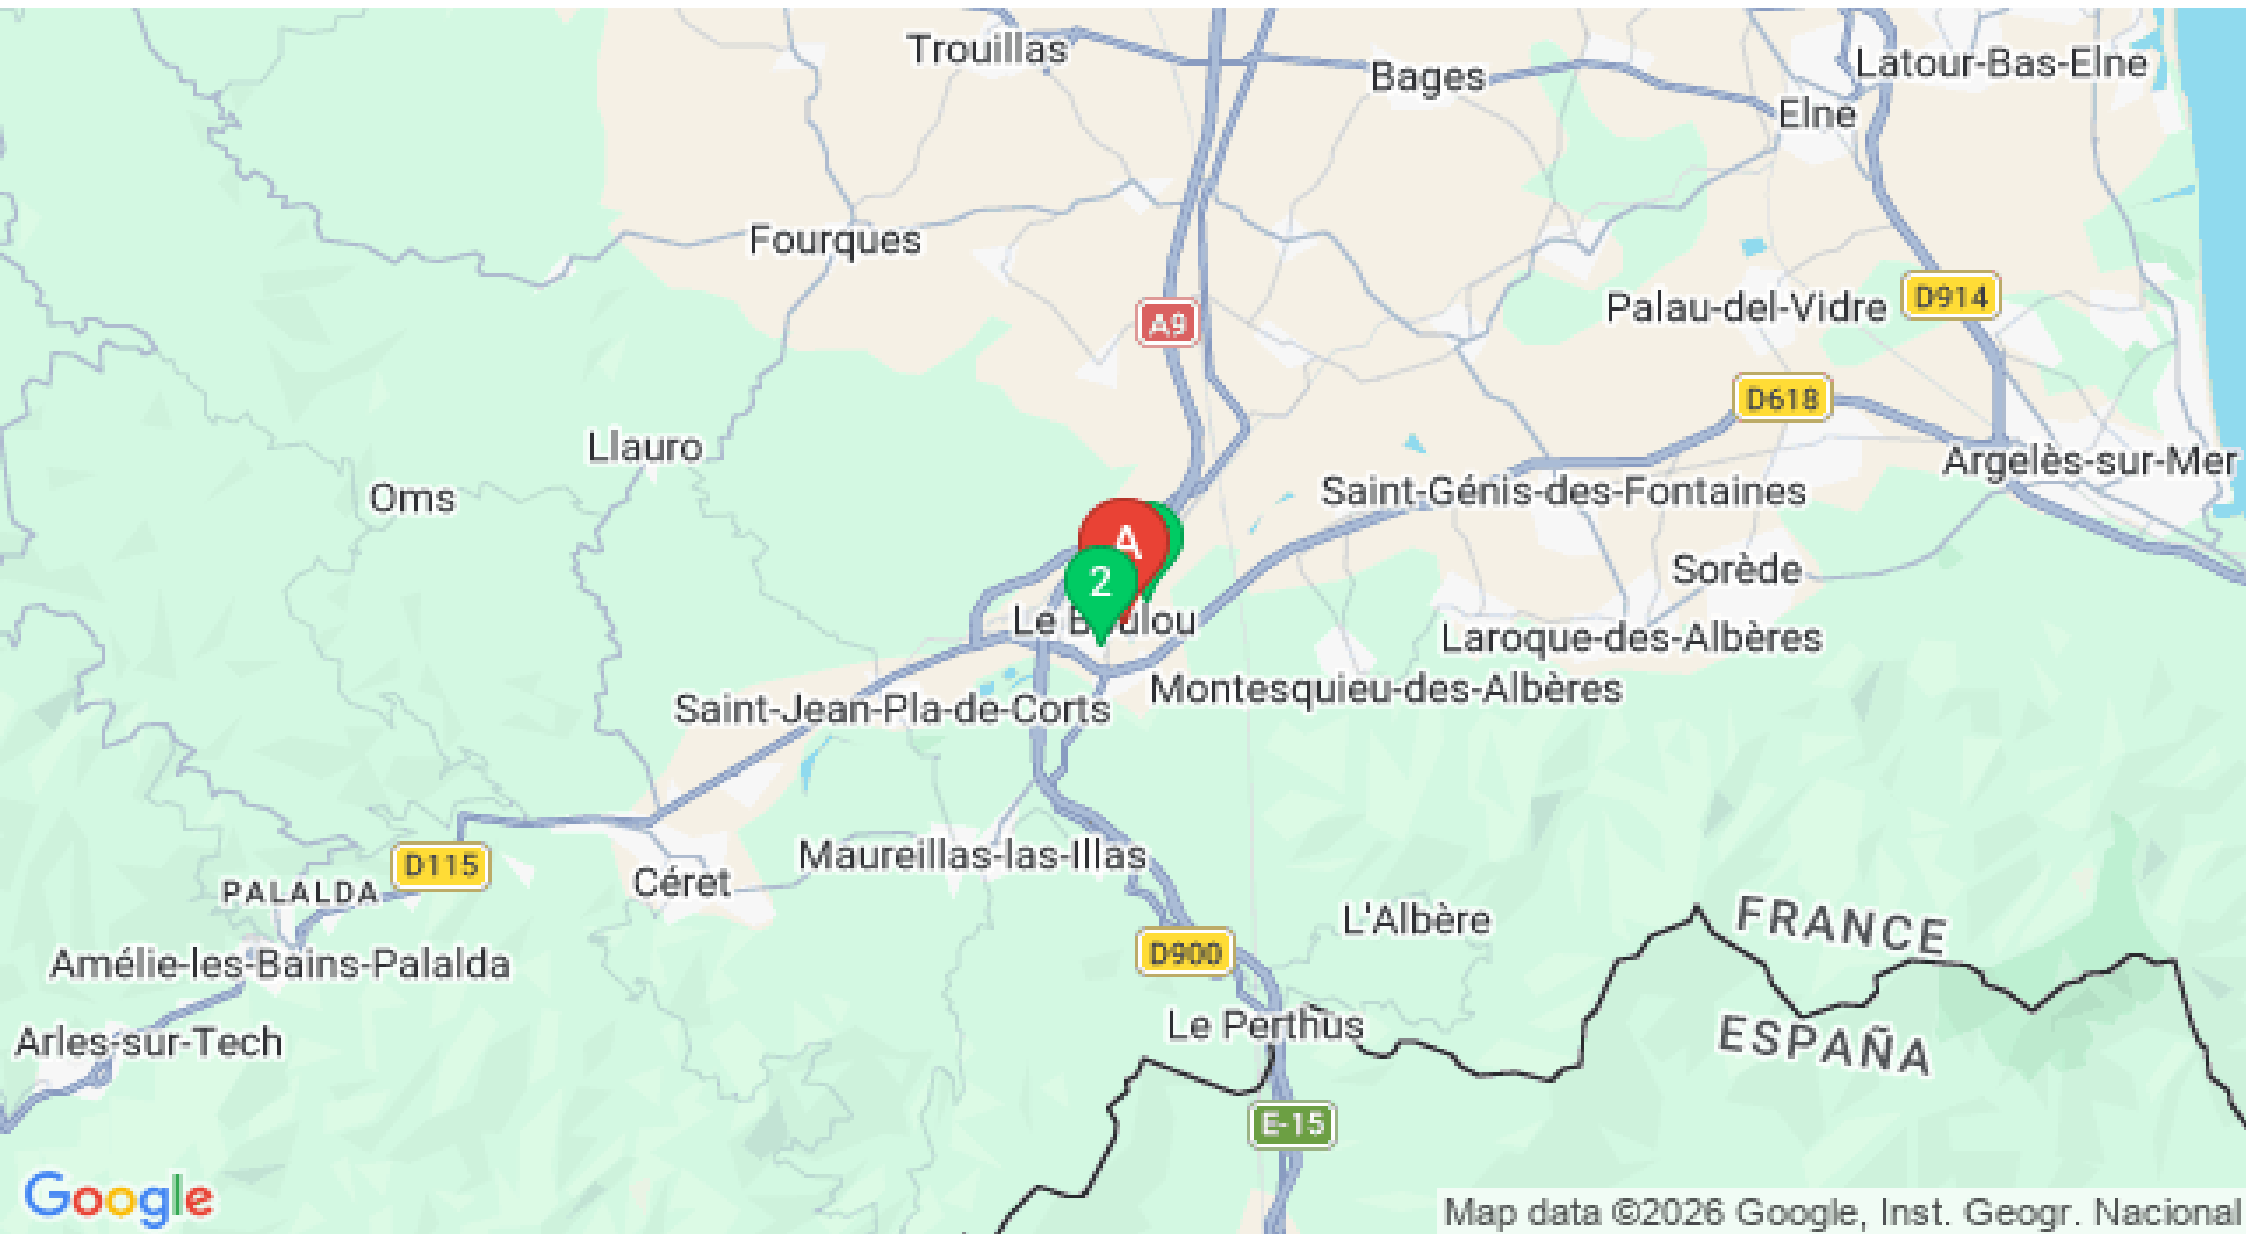 Trouillas
Bages
Latour-Bas-Elne
Elne
Fourques
A9
Palau-del-Vidre
D914
D618
Llauro
Argelès-sur-Mer
Oms
Saint-Génis-des-Fontaines
A
2
Sorède
Le Boulou
Laroque-des-Albères
Montesquieu-des-Albères
Saint-Jean-Pla-de-Corts
Maureillas-las-Illas
D115
Céret
PALALDA
L'Albère
FRANCE
D900
Amélie-les-Bains-Palalda
Le Perthus
ESPAÑA
Arles-sur-Tech
E-15
Google
Map data ©2026 Google, Inst. Geogr. Nacional